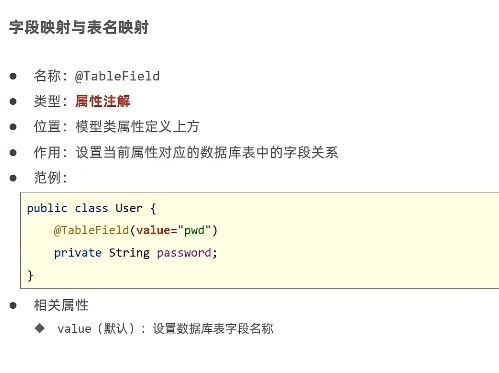 字段映射与表名映射
● 名称：@TableField
● 类型：属性注解
● 位置：模型类属性定义上方
● 作用：设置当前属性对应的数据库表中的字段关系
● 范例：
public class User {
    @TableField(value="pwd")
    private String password;
}
● 相关属性
◆ value（默认）：设置数据库表字段名称